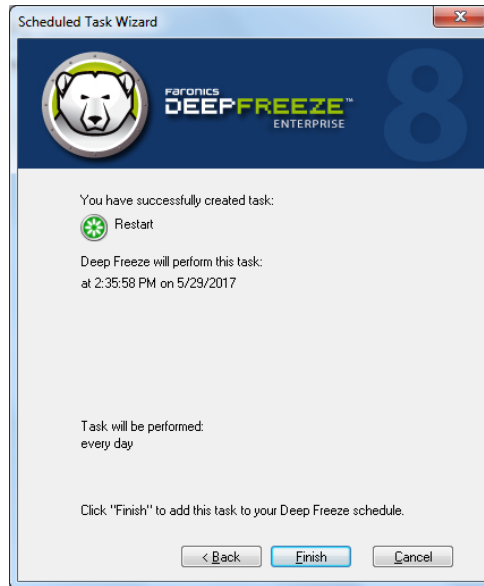 Scheduled Task Wizard
x
FARONICS
DEEPFREEZE™
ENTERPRISE
8
You have successfully created task:
Restart
Deep Freeze will perform this task:
at 2:35:58 PM on 5/29/2017
Task will be performed:
every day
Click "Finish" to add this task to your Deep Freeze schedule.
< Back Finish Cancel